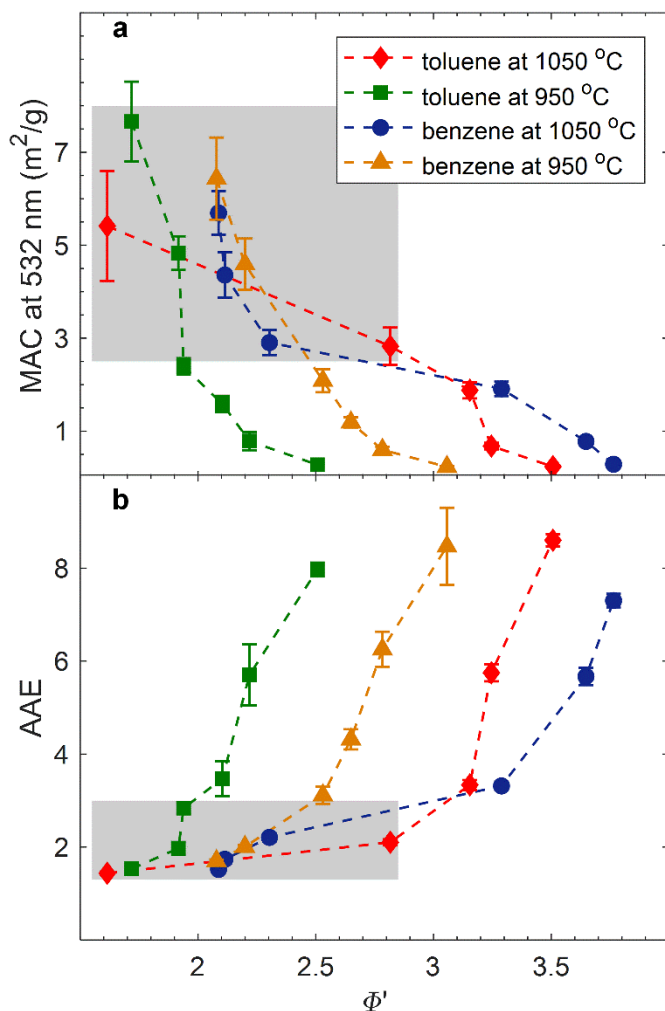 a
toluene at 1050 °C
toluene at 950 °C
benzene at 1050 °C
benzene at 950 °C
MAC at 532 nm (m²/g)
7
5
3
1
b
AAE
8
6
4
2
2 2.5 3 3.5
Φ'